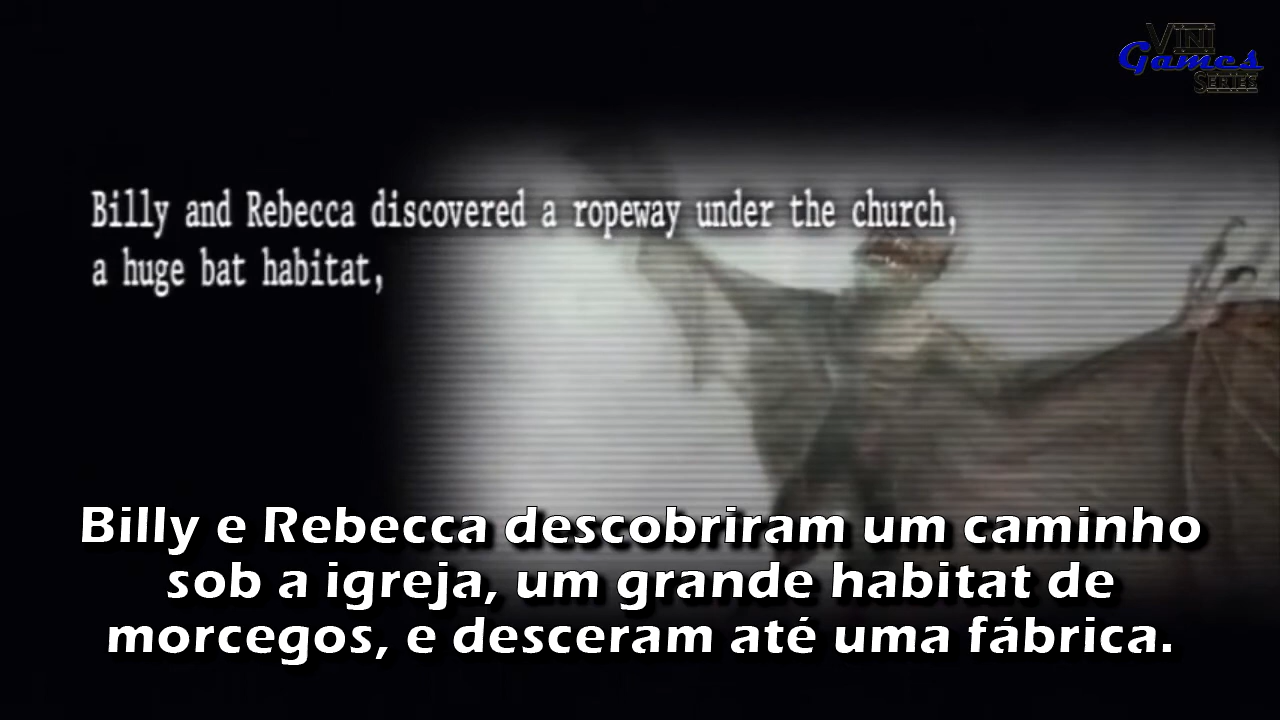 Vini
Games
Series
Billy and Rebecca discovered a ropeway under the church,
a huge bat habitat,
Billy e Rebecca descobriram um caminho
sob a igreja, um grande habitat de
morcegos, e desceram até uma fábrica.